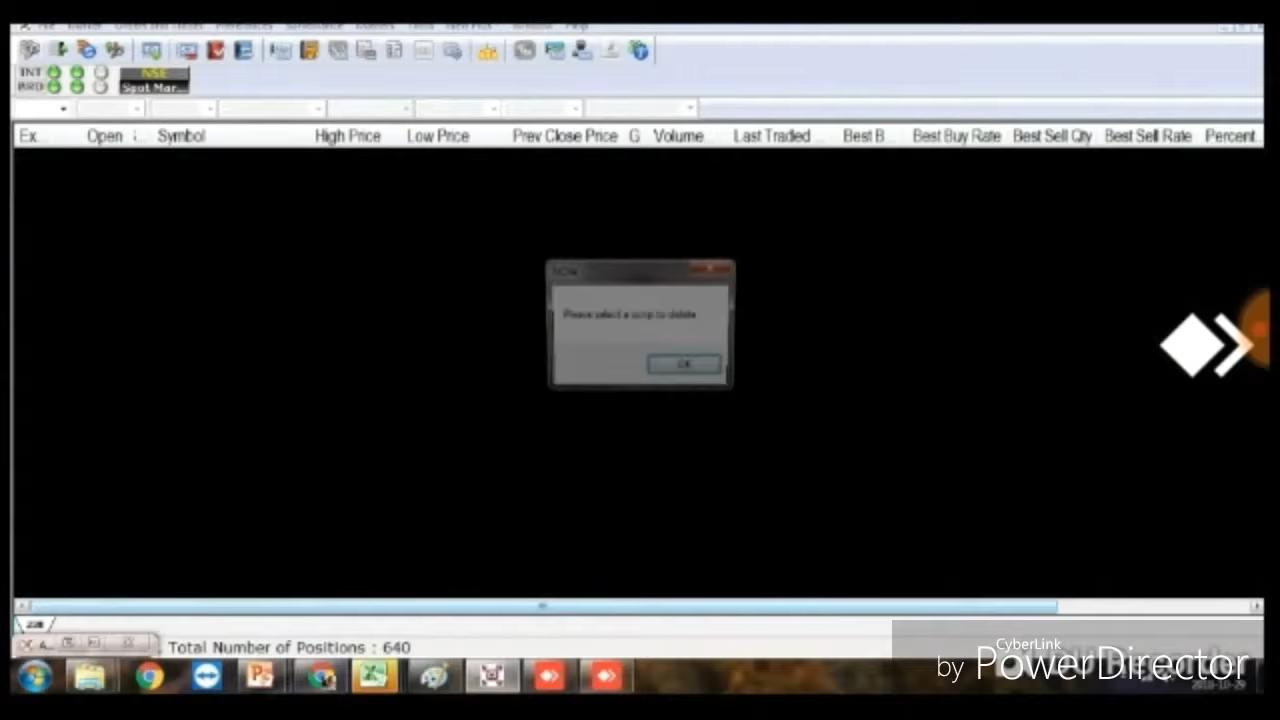 INT
BRD
NSE
Spot Mar...
Ex... Open Symbol High Price Low Price Prev Close Price G Volume Last Traded ... Best B Best Buy Rate Best Sell Qty Best Sell Rate Percent
Please select a scrip to delete
OK
Total Number of Positions : 640
CyberLink
by PowerDirector